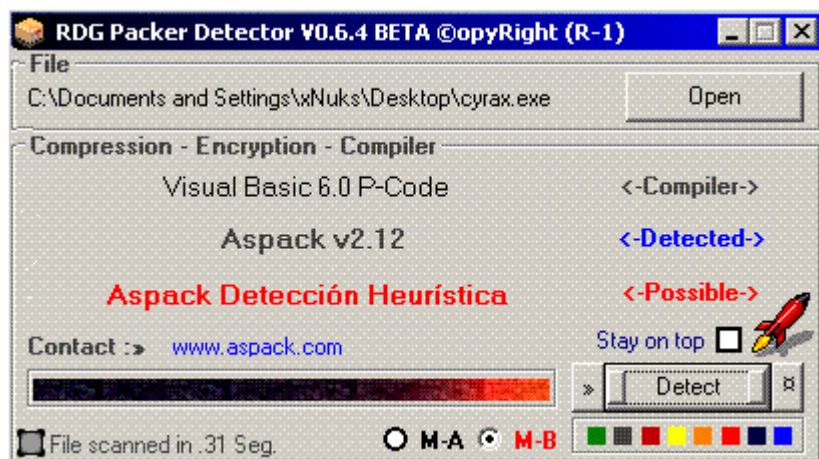 RDG Packer Detector V0.6.4 BETA ©opyRight (R-1)
File
C:\Documents and Settings\xNuks\Desktop\cyrax.exe
Open
Compression - Encryption - Compiler
Visual Basic 6.0 P-Code
<-Compiler->
Aspack v2.12
<-Detected->
Aspack Detección Heurística
<-Possible->
Contact :» www.aspack.com
Stay on top
» Detect ¤
File scanned in .31 Seg.
M-A M-B